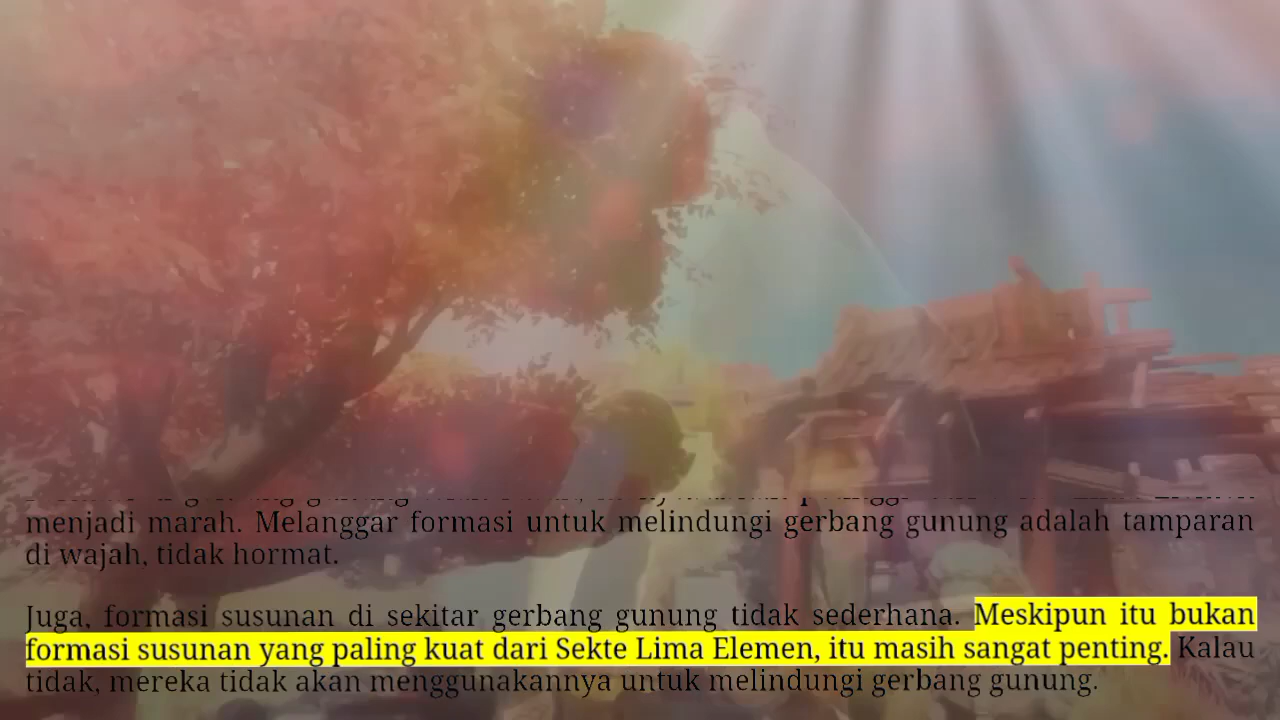 menjadi marah. Melanggar formasi untuk melindungi gerbang gunung adalah tamparan
di wajah, tidak hormat.
Juga, formasi susunan di sekitar gerbang gunung tidak sederhana. Meskipun itu bukan
formasi susunan yang paling kuat dari Sekte Lima Elemen, itu masih sangat penting. Kalau
tidak, mereka tidak akan menggunakannya untuk melindungi gerbang gunung.